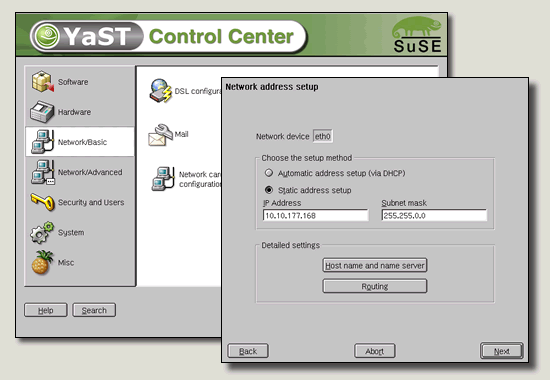 YaST Control Center
SuSE
Software
Hardware
Network/Basic
Network/Advanced
Security and Users
System
Misc
DSL configura
Mail
Network card
configuration
Help
Search
Network address setup
Network device eth0
Choose the setup method
Automatic address setup (via DHCP)
Static address setup
IP Address
Subnet mask
10.10.177.168
255.255.0.0
Detailed settings
Host name and name server
Routing
Back
Abort
Next